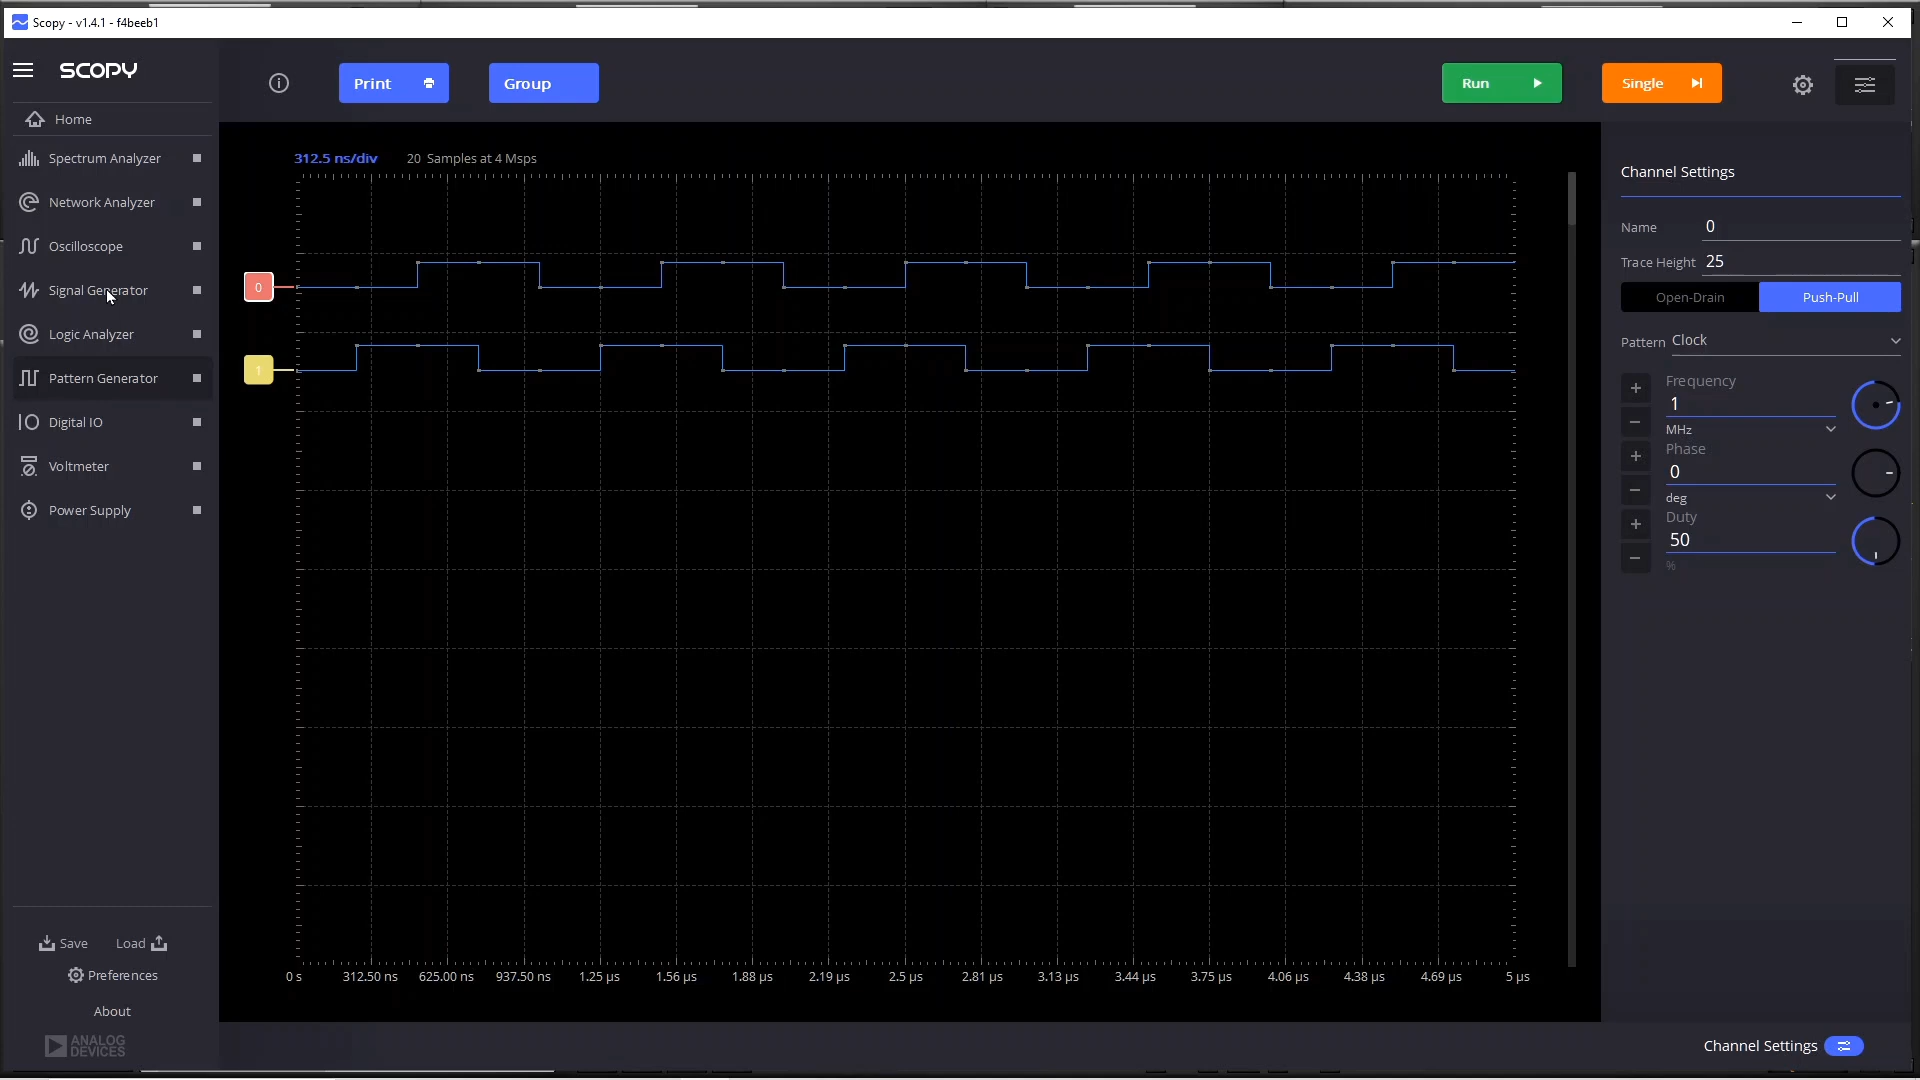 Scopy - v1.4.1 - f4beeb1
SCOPY
Print
Group
Run
Single
Home
Spectrum Analyzer
Network Analyzer
Oscilloscope
Signal Generator
Logic Analyzer
Pattern Generator
Digital IO
Voltmeter
Power Supply
312.5 ns/div 20 Samples at 4 Msps
0
1
0 s 312.50 ns 625.00 ns 937.50 ns 1.25 µs 1.56 µs 1.88 µs 2.19 µs 2.5 µs 2.81 µs 3.13 µs 3.44 µs 3.75 µs 4.06 µs 4.38 µs 4.69 µs 5 µs
Channel Settings
Name 0
Trace Height 25
Open-Drain Push-Pull
Pattern Clock
+ Frequency
1
-
MHz
+ Phase
0
-
deg
+ Duty
50
-
%
Save Load
Preferences
About
ANALOG
DEVICES
Channel Settings